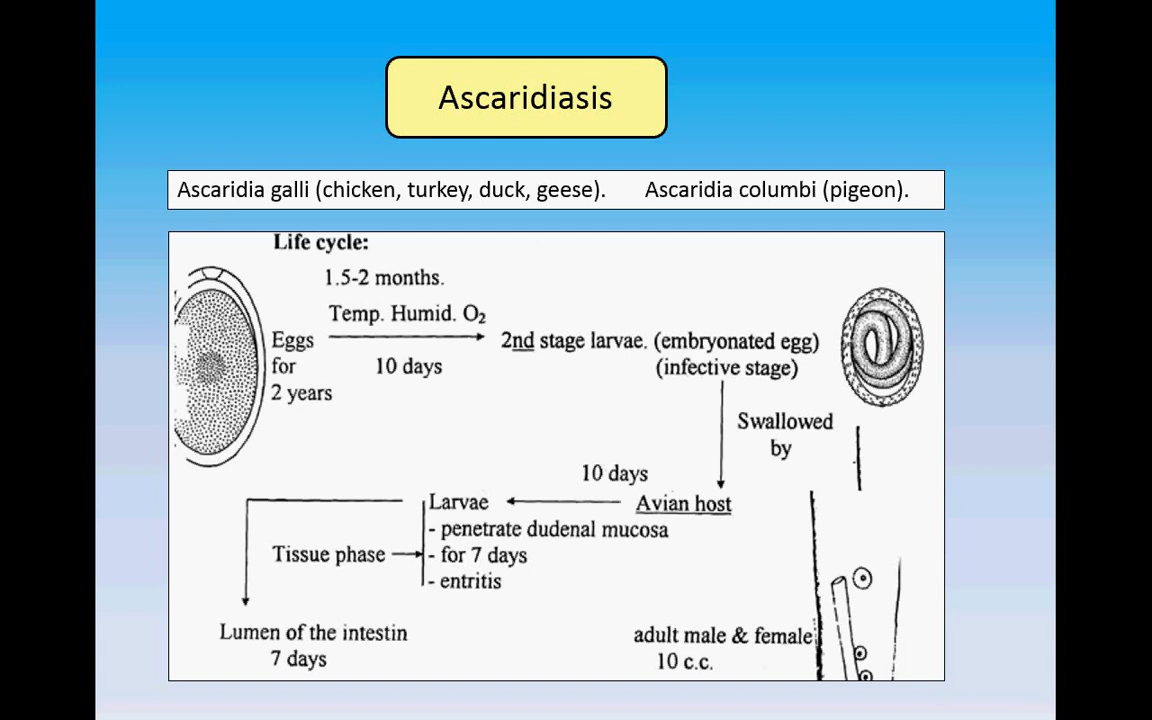 Ascaridiasis
Ascaridia galli (chicken, turkey, duck, geese). Ascaridia columbi (pigeon).
Life cycle:
1.5-2 months.
Temp. Humid. O₂
Eggs
for
2 years
10 days
2nd stage larvae. (embryonated egg)
(infective stage)
Swallowed
by
10 days
Avian host
Larvae
- penetrate dudenal mucosa
- for 7 days
- entritis
Tissue phase
Lumen of the intestin
7 days
adult male & female
10 c.c.